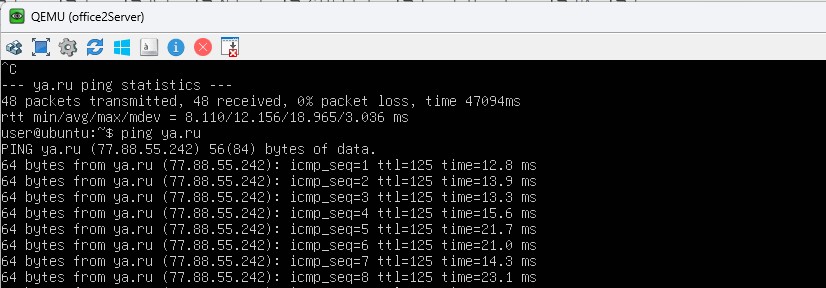 QEMU (office2Server)
^C
--- ya.ru ping statistics ---
48 packets transmitted, 48 received, 0% packet loss, time 47094ms
rtt min/avg/max/mdev = 8.110/12.156/18.965/3.036 ms
user@ubuntu:~$ ping ya.ru
PING ya.ru (77.88.55.242) 56(84) bytes of data.
64 bytes from ya.ru (77.88.55.242): icmp_seq=1 ttl=125 time=12.8 ms
64 bytes from ya.ru (77.88.55.242): icmp_seq=2 ttl=125 time=13.9 ms
64 bytes from ya.ru (77.88.55.242): icmp_seq=3 ttl=125 time=13.3 ms
64 bytes from ya.ru (77.88.55.242): icmp_seq=4 ttl=125 time=15.6 ms
64 bytes from ya.ru (77.88.55.242): icmp_seq=5 ttl=125 time=21.7 ms
64 bytes from ya.ru (77.88.55.242): icmp_seq=6 ttl=125 time=21.0 ms
64 bytes from ya.ru (77.88.55.242): icmp_seq=7 ttl=125 time=14.3 ms
64 bytes from ya.ru (77.88.55.242): icmp_seq=8 ttl=125 time=23.1 ms